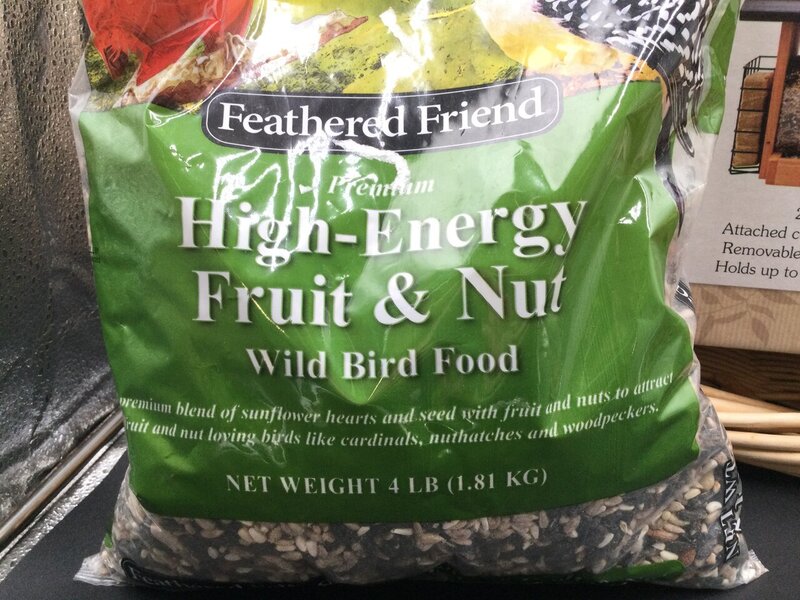 Feathered Friend
Premium
High-Energy
Fruit & Nut
Wild Bird Food
premium blend of sunflower hearts and seed with fruit and nuts to attract
fruit and nut loving birds like cardinals, nuthatches and woodpeckers.
NET WEIGHT 4 LB (1.81 KG)
Feathered
Attached
Removable
Holds up to